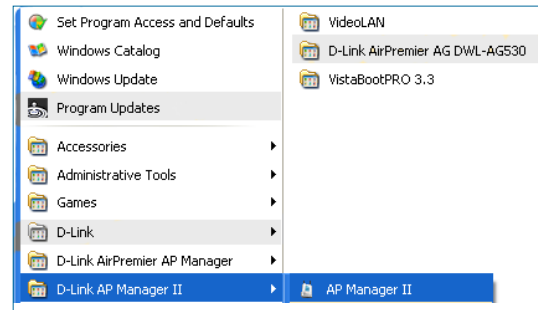 Set Program Access and Defaults
Windows Catalog
Windows Update
Program Updates
Accessories
Administrative Tools
Games
D-Link
D-Link AirPremier AP Manager
D-Link AP Manager II
VideoLAN
D-Link AirPremier AG DWL-AG530
VistaBootPRO 3.3
AP Manager II